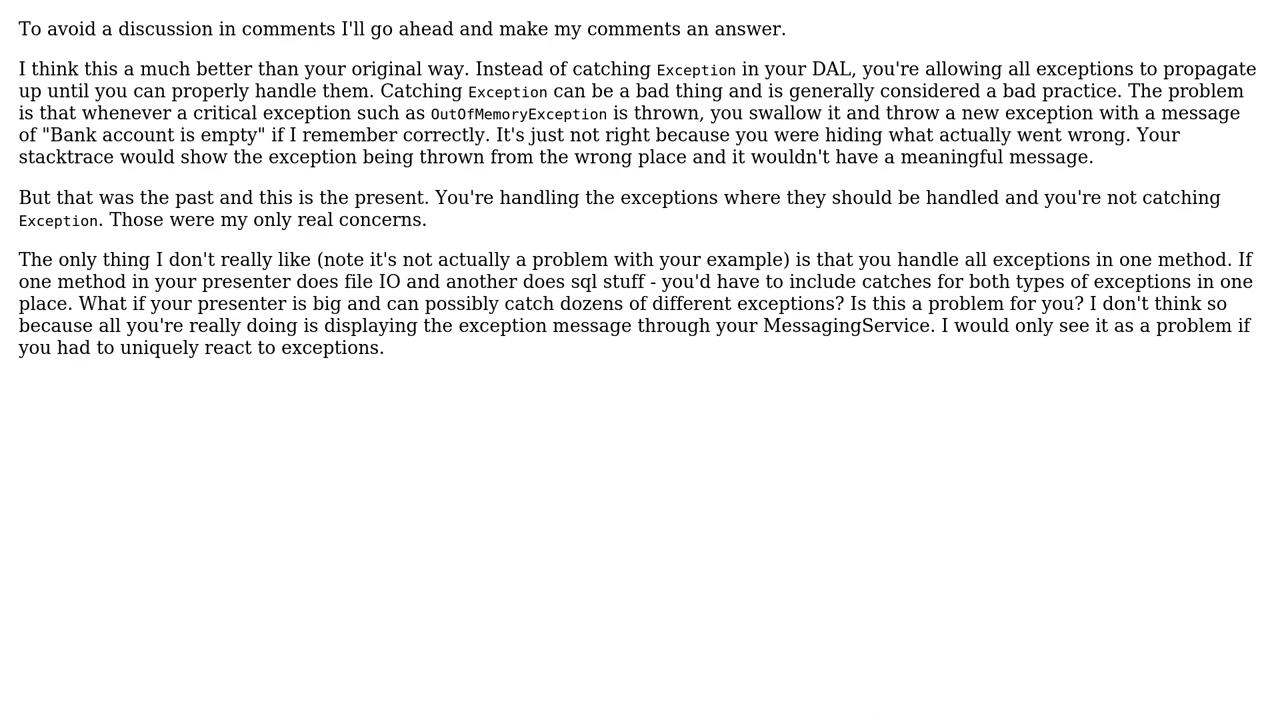 To avoid a discussion in comments I'll go ahead and make my comments an answer.
I think this a much better than your original way. Instead of catching Exception in your DAL, you're allowing all exceptions to propagate
up until you can properly handle them. Catching Exception can be a bad thing and is generally considered a bad practice. The problem
is that whenever a critical exception such as OutOfMemoryException is thrown, you swallow it and throw a new exception with a message
of "Bank account is empty" if I remember correctly. It's just not right because you were hiding what actually went wrong. Your
stacktrace would show the exception being thrown from the wrong place and it wouldn't have a meaningful message.
But that was the past and this is the present. You're handling the exceptions where they should be handled and you're not catching
Exception. Those were my only real concerns.
The only thing I don't really like (note it's not actually a problem with your example) is that you handle all exceptions in one method. If
one method in your presenter does file IO and another does sql stuff - you'd have to include catches for both types of exceptions in one
place. What if your presenter is big and can possibly catch dozens of different exceptions? Is this a problem for you? I don't think so
because all you're really doing is displaying the exception message through your MessagingService. I would only see it as a problem if
you had to uniquely react to exceptions.